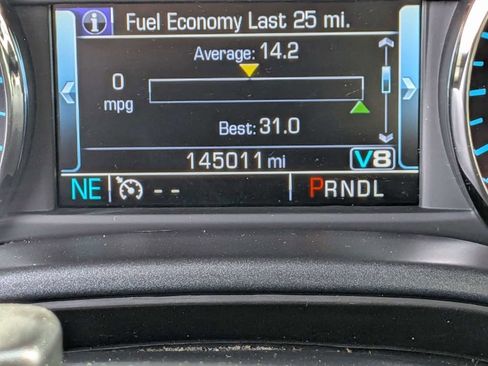 i Fuel Economy Last 25 mi.
Average: 14.2
0
mpg
Best: 31.0
145011 mi V8
NE -- PRNDL